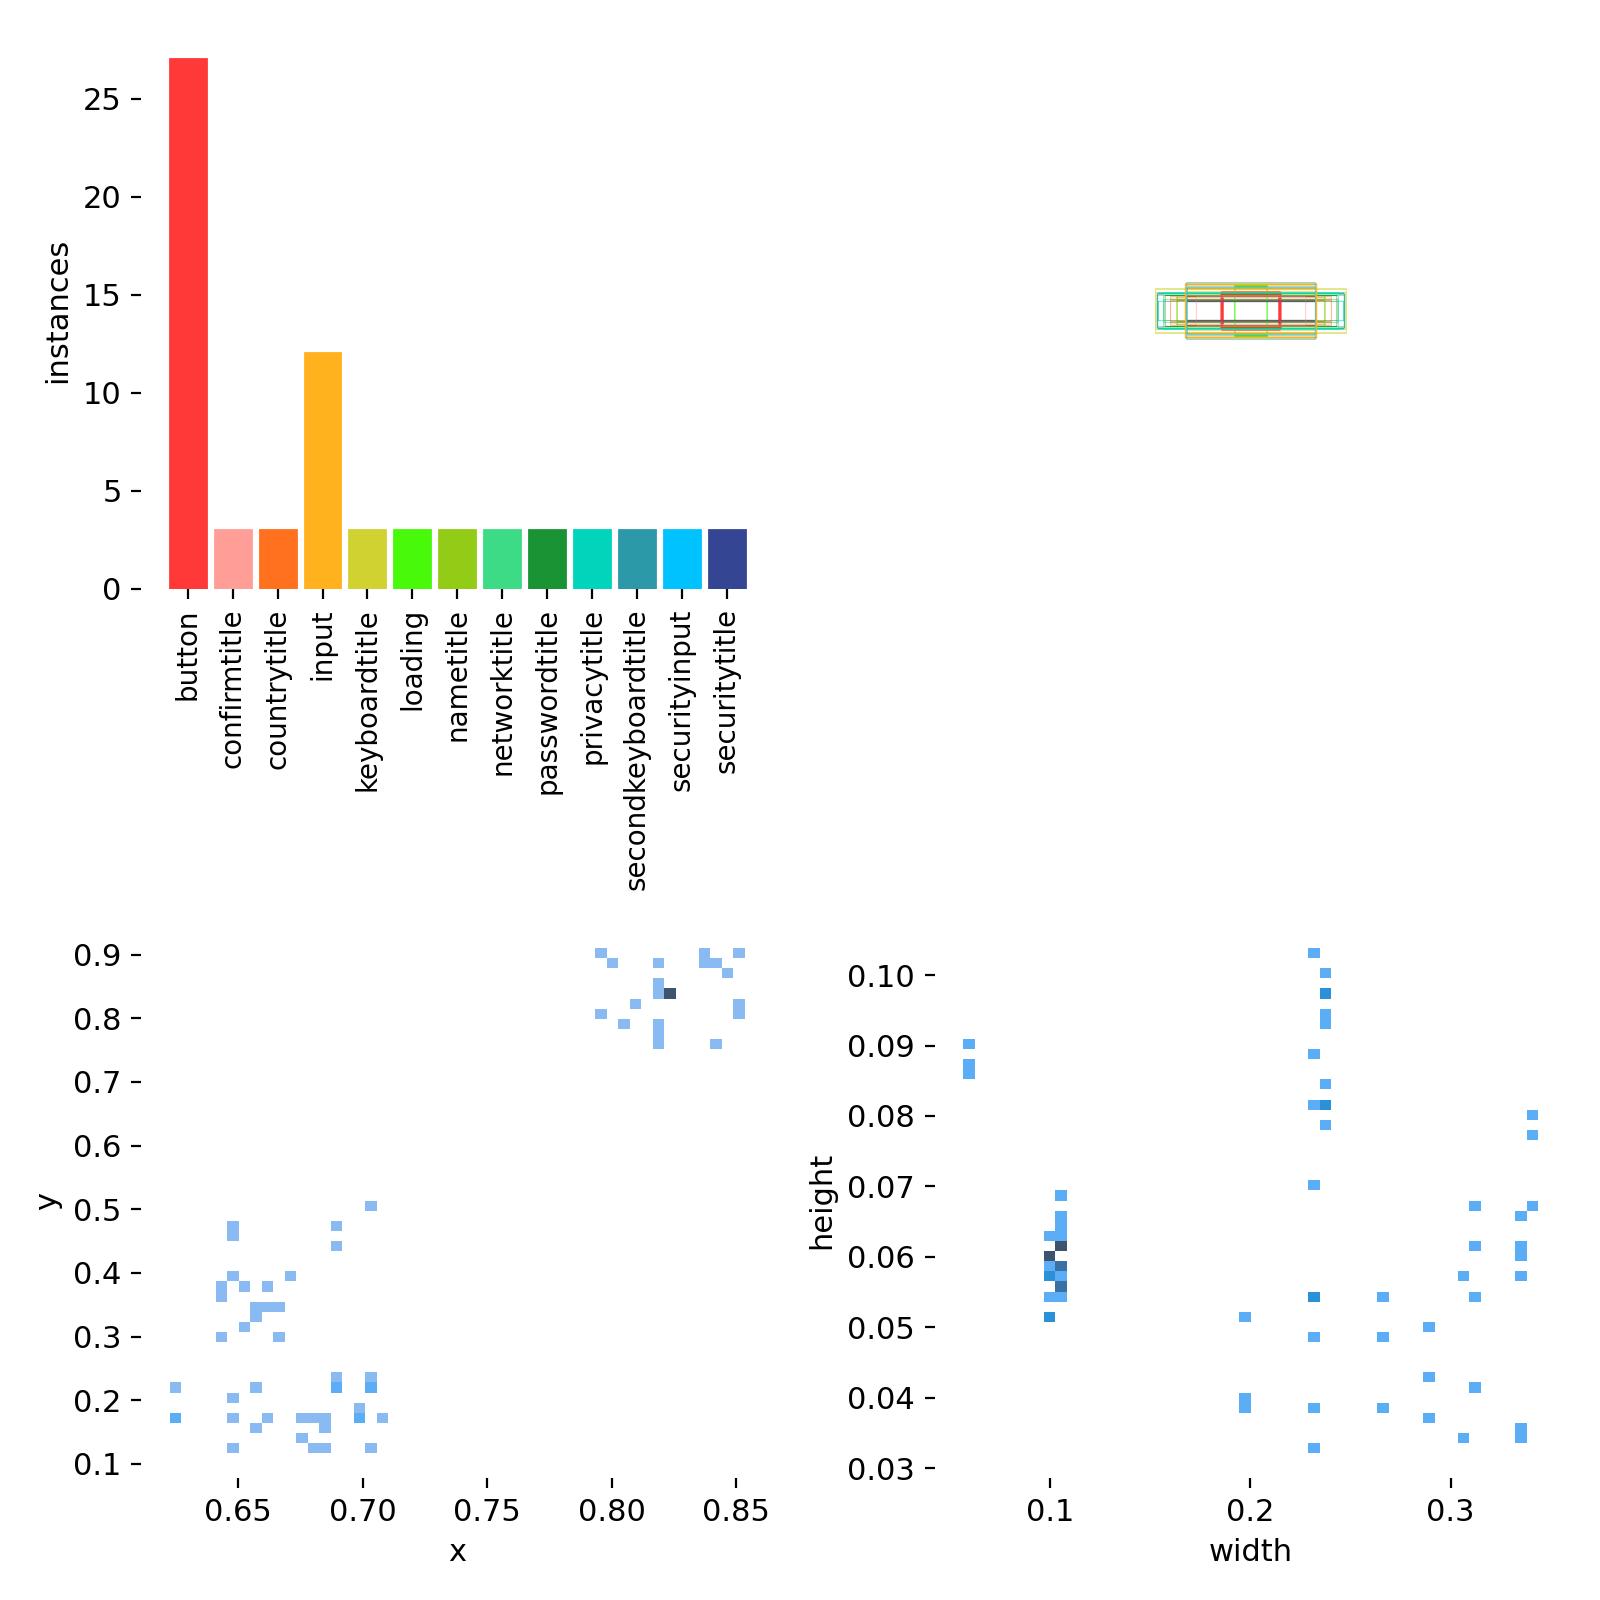 instances
25
20
15
10
5
0
button
confirmtitle
countrytitle
input
keyboardtitle
loading
nametitle
networktitle
passwordtitle
privacytitle
secondkeyboardtitle
securityinput
securitytitle
y
0.9
0.8
0.7
0.6
0.5
0.4
0.3
0.2
0.1
0.65 0.70 0.75 0.80 0.85
x
height
0.10
0.09
0.08
0.07
0.06
0.05
0.04
0.03
0.1 0.2 0.3
width